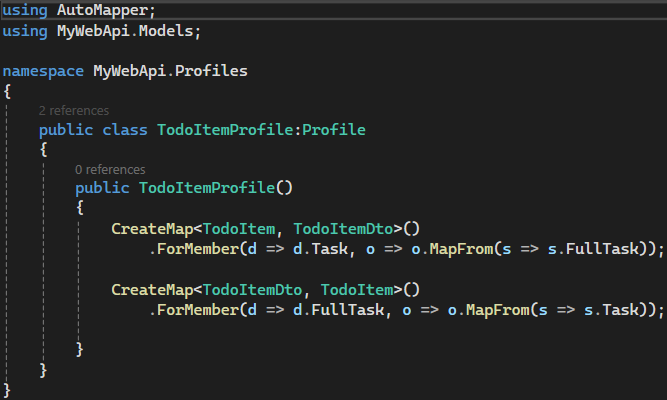 using AutoMapper;
using MyWebApi.Models;
namespace MyWebApi.Profiles
{
2 references
public class TodoItemProfile:Profile
{
0 references
public TodoItemProfile()
{
CreateMap<TodoItem, TodoItemDto>()
.ForMember(d => d.Task, o => o.MapFrom(s => s.FullTask));
CreateMap<TodoItemDto, TodoItem>()
.ForMember(d => d.FullTask, o => o.MapFrom(s => s.Task));
}
}
}